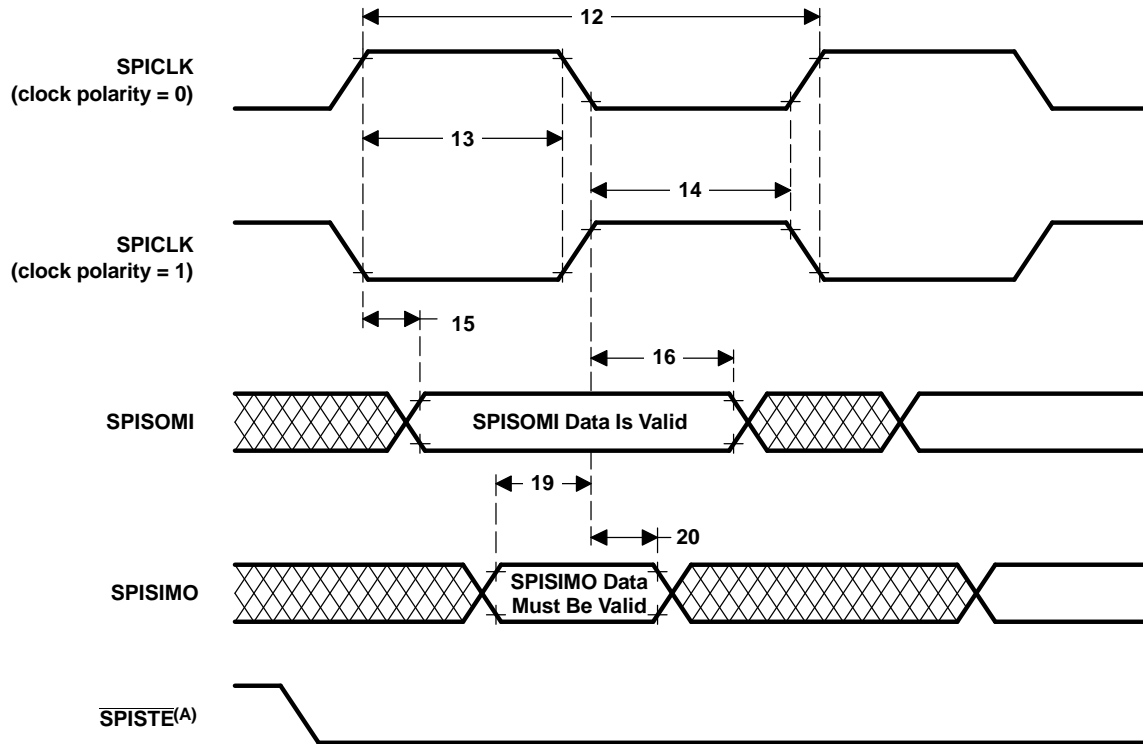 12
SPICLK
(clock polarity = 0)
13
14
SPICLK
(clock polarity = 1)
15
16
SPISOMI
SPISOMI Data Is Valid
19
20
SPISIMO
SPISIMO Data
Must Be Valid
SPISTE(A)